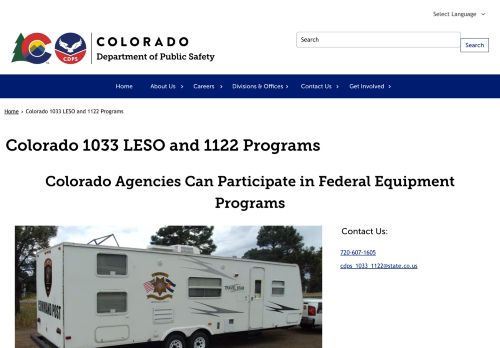 Select Language
COLORADO
Department of Public Safety
CDPS
Search
Search
Home
About Us
Careers
Divisions & Offices
Contact Us
Get Involved
Home › Colorado 1033 LESO and 1122 Programs
Colorado 1033 LESO and 1122 Programs
Colorado Agencies Can Participate in Federal Equipment
Programs
COMMAND POST
TRAVEL STAR
Contact Us:
720-607-1605
cdps_1033_1122@state.co.us